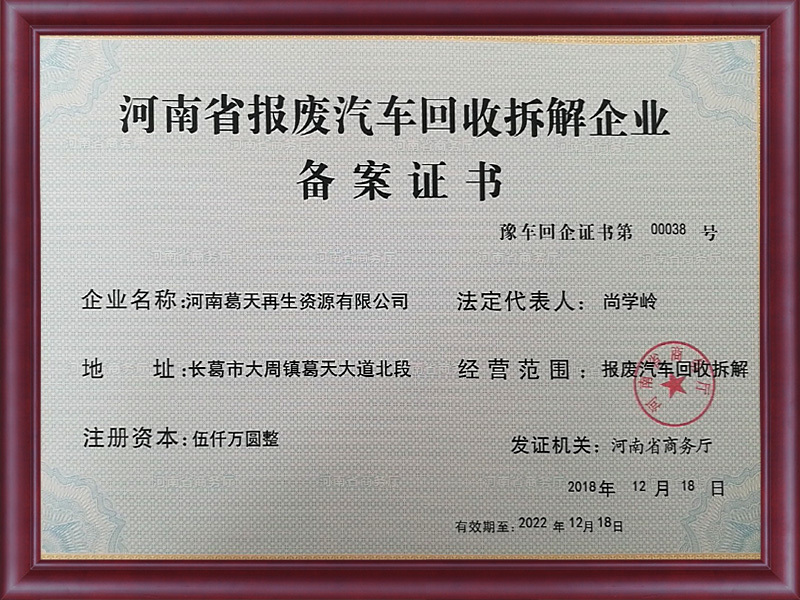 河南省报废汽车回收拆解企业
备案证书
豫车回企证书第 00038 号
企业名称:河南葛天再生资源有限公司 法定代表人: 尚学岭
地 址:长葛市大周镇葛天大道北段 经营范围: 报废汽车回收拆解
注册资本:伍仟万圆整
发证机关: 河南省商务厅
2018年 12月 18日
有效期至:2022年12月18日
河南省商务厅